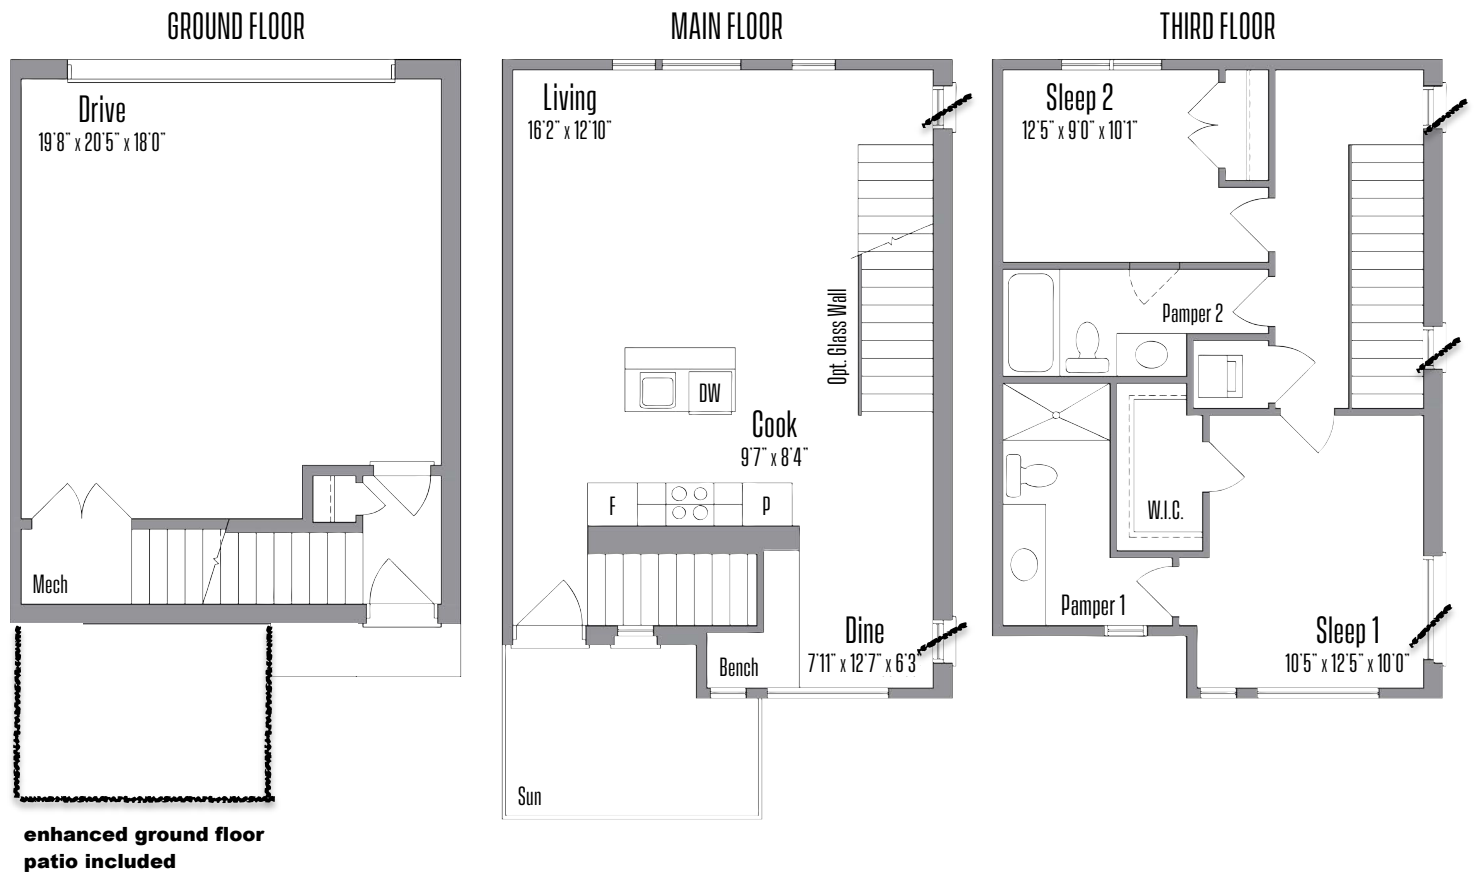 GROUND FLOOR
Drive
19'8" x 20'5" x 18'0"
Mech
enhanced ground floor
patio included
MAIN FLOOR
Living
16'2" x 12'10"
Opt. Glass Wall
DW
Cook
9'7" x 8'4"
F
P
Dine
7'11" x 12'7" x 6'3"
Bench
Sun
THIRD FLOOR
Sleep 2
12'5" x 9'0" x 10'1"
Pamper 2
W.I.C.
Pamper 1
Sleep 1
10'5" x 12'5" x 10'0"